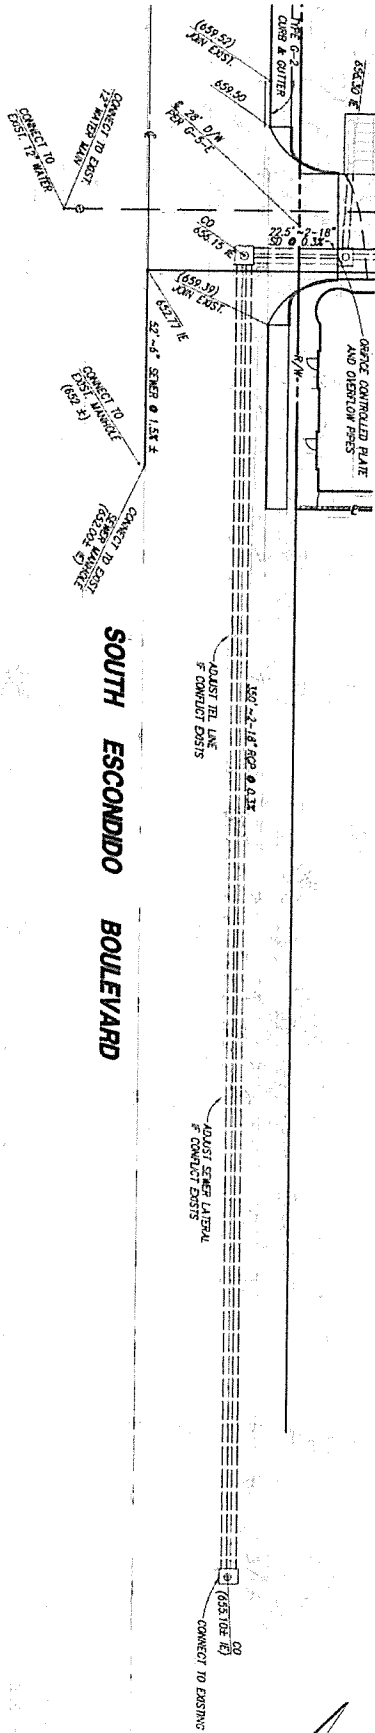 (659.52)
JOIN EXIST.
TYPE G-2
CURB & GUTTER
656.30 IE
659.50
28' D/W
PER G-5-E
CONNECT TO EXIST.
12" WATER MAIN
CONNECT TO
EXIST. 12" WATER
CO
656.15 IE
22.5' ~2-18"
SD @ 0.3%
(659.39)
JOIN EXIST.
R/W
ORIFICE CONTROLLED PLATE
AND OVERFLOW PIPES
652.77 IE
52' ~6" SEWER @ 1.5% ±
CONNECT TO
EXIST. MANHOLE
(652 ±)
CONNECT TO EXIST.
SEWER MANHOLE
(652.00± IE)
SOUTH ESCONDIDO BOULEVARD
ADJUST TEL LINE
IF CONFLICT EXISTS
350' ~2-18" RCP @ 0.3%
ADJUST SEWER LATERAL
IF CONFLICT EXISTS
CO
(655.10± IE)
CONNECT TO EXISTING